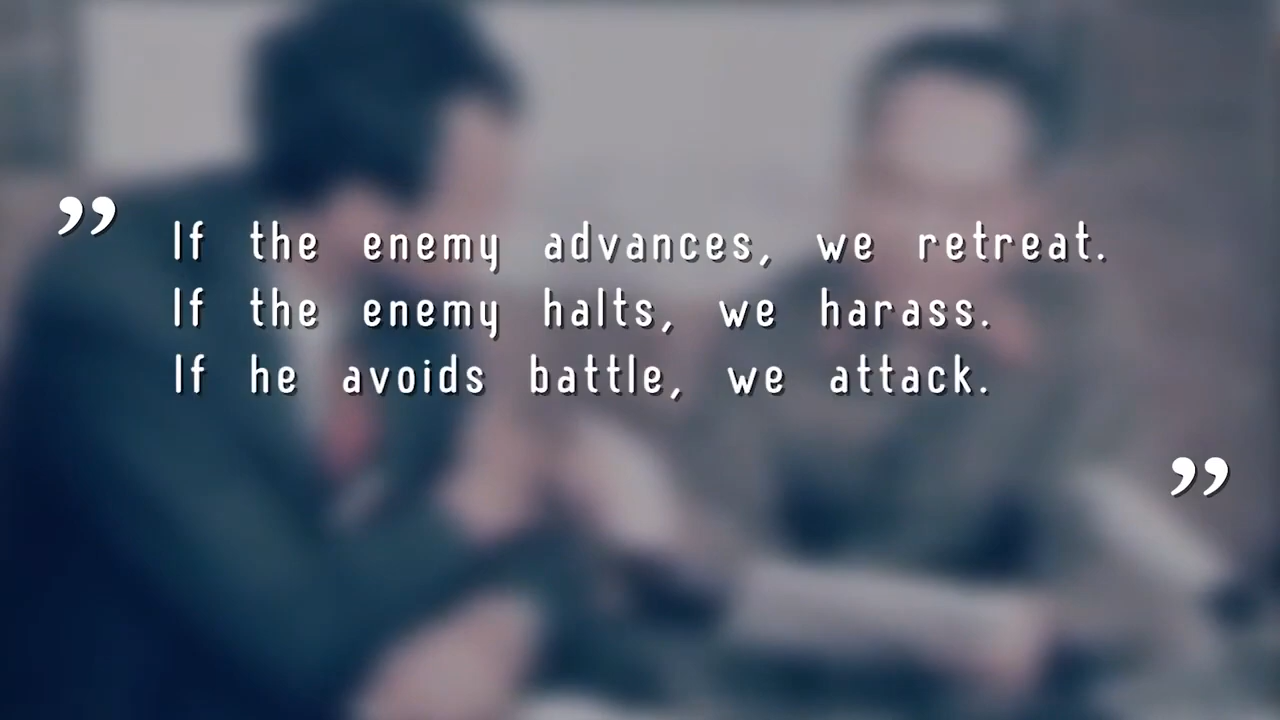 ” If the enemy advances, we retreat.
If the enemy halts, we harass.
If he avoids battle, we attack.
”